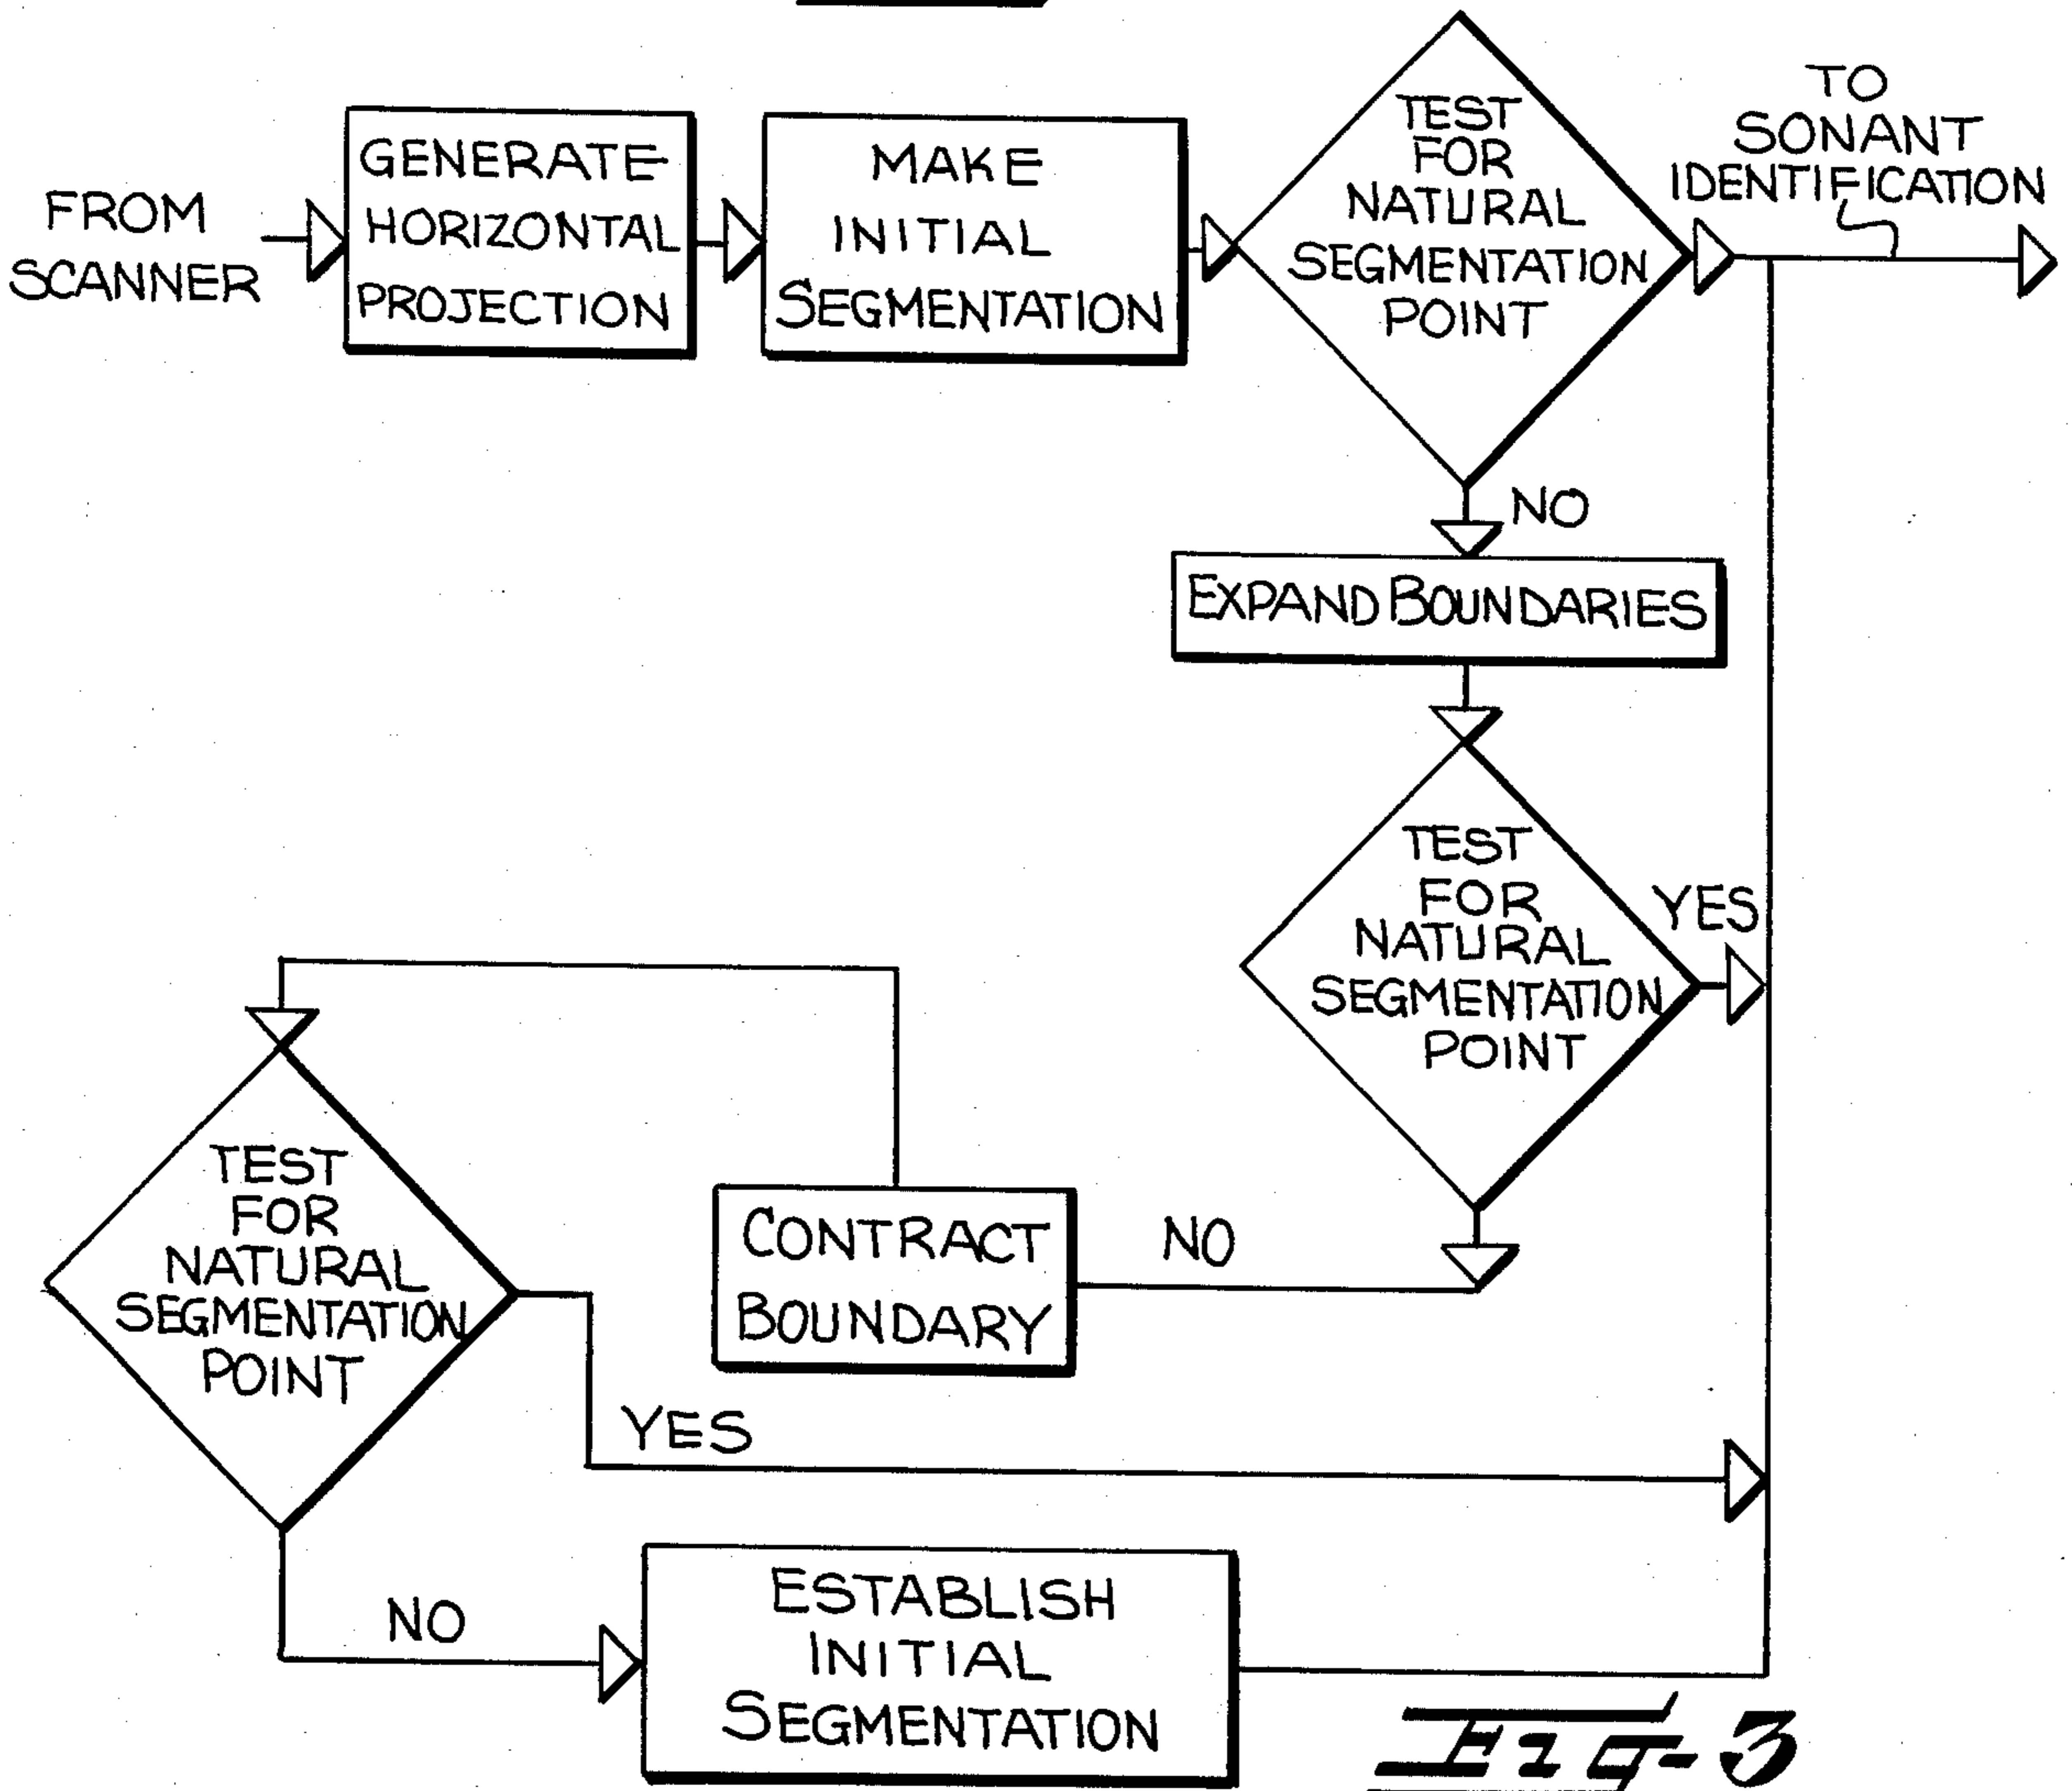 FROM
SCANNER
GENERATE
HORIZONTAL
PROJECTION
MAKE
INITIAL
SEGMENTATION
TEST
FOR
NATURAL
SEGMENTATION
POINT
TO
SONANT
IDENTIFICATION
NO
EXPAND BOUNDARIES
TEST
FOR
NATURAL
SEGMENTATION
POINT
YES
NO
CONTRACT
BOUNDARY
TEST
FOR
NATURAL
SEGMENTATION
POINT
YES
NO
ESTABLISH
INITIAL
SEGMENTATION
Fig-3